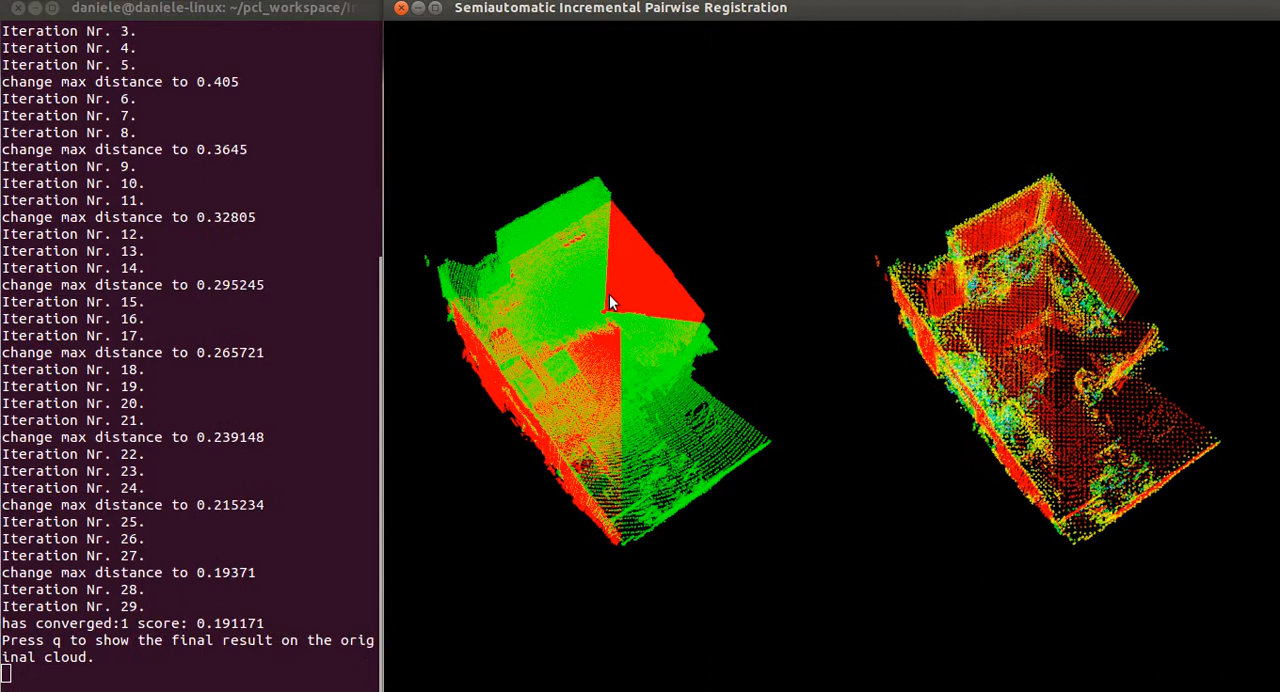 daniele@daniele-linux: ~/pcl_workspace/
Semiautomatic Incremental Pairwise Registration
Iteration Nr. 3.
Iteration Nr. 4.
Iteration Nr. 5.
change max distance to 0.405
Iteration Nr. 6.
Iteration Nr. 7.
Iteration Nr. 8.
change max distance to 0.3645
Iteration Nr. 9.
Iteration Nr. 10.
Iteration Nr. 11.
change max distance to 0.32805
Iteration Nr. 12.
Iteration Nr. 13.
Iteration Nr. 14.
change max distance to 0.295245
Iteration Nr. 15.
Iteration Nr. 16.
Iteration Nr. 17.
change max distance to 0.265721
Iteration Nr. 18.
Iteration Nr. 19.
Iteration Nr. 20.
Iteration Nr. 21.
change max distance to 0.239148
Iteration Nr. 22.
Iteration Nr. 23.
Iteration Nr. 24.
change max distance to 0.215234
Iteration Nr. 25.
Iteration Nr. 26.
Iteration Nr. 27.
change max distance to 0.19371
Iteration Nr. 28.
Iteration Nr. 29.
has converged:1 score: 0.191171
Press q to show the final result on the orig
inal cloud.